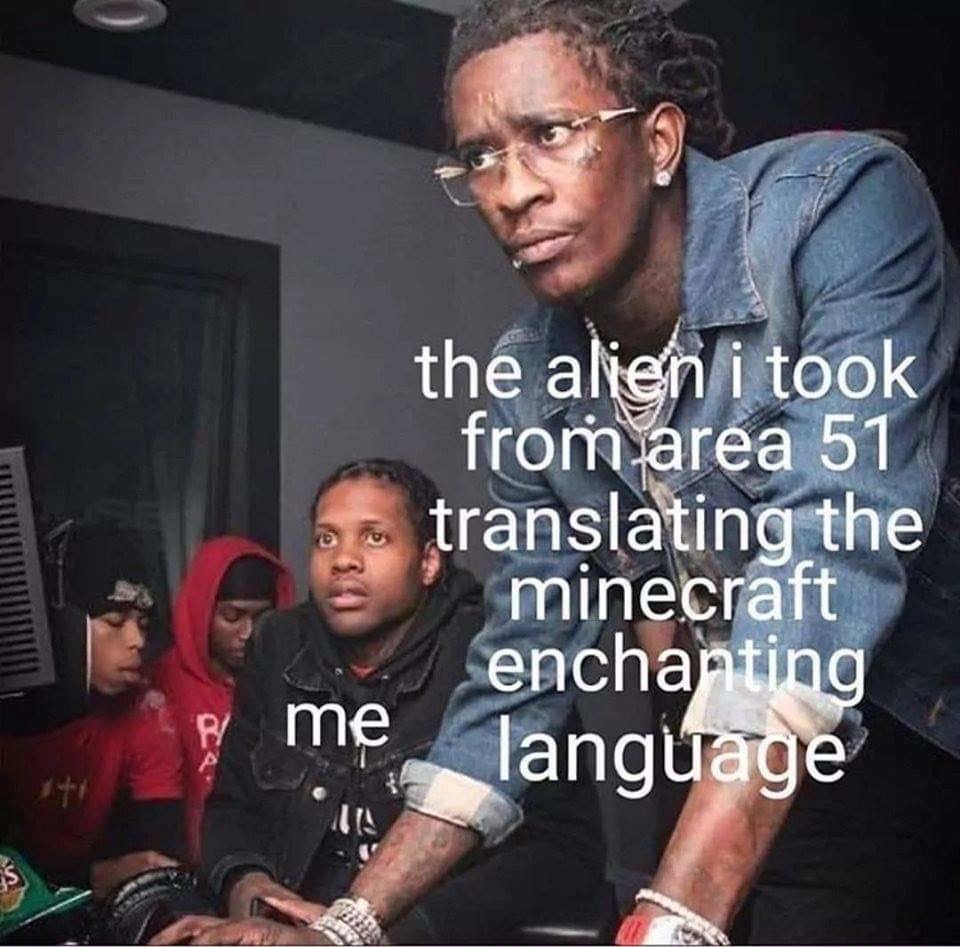 the alien i took
from area 51
translating the
minecraft
enchanting
language
me